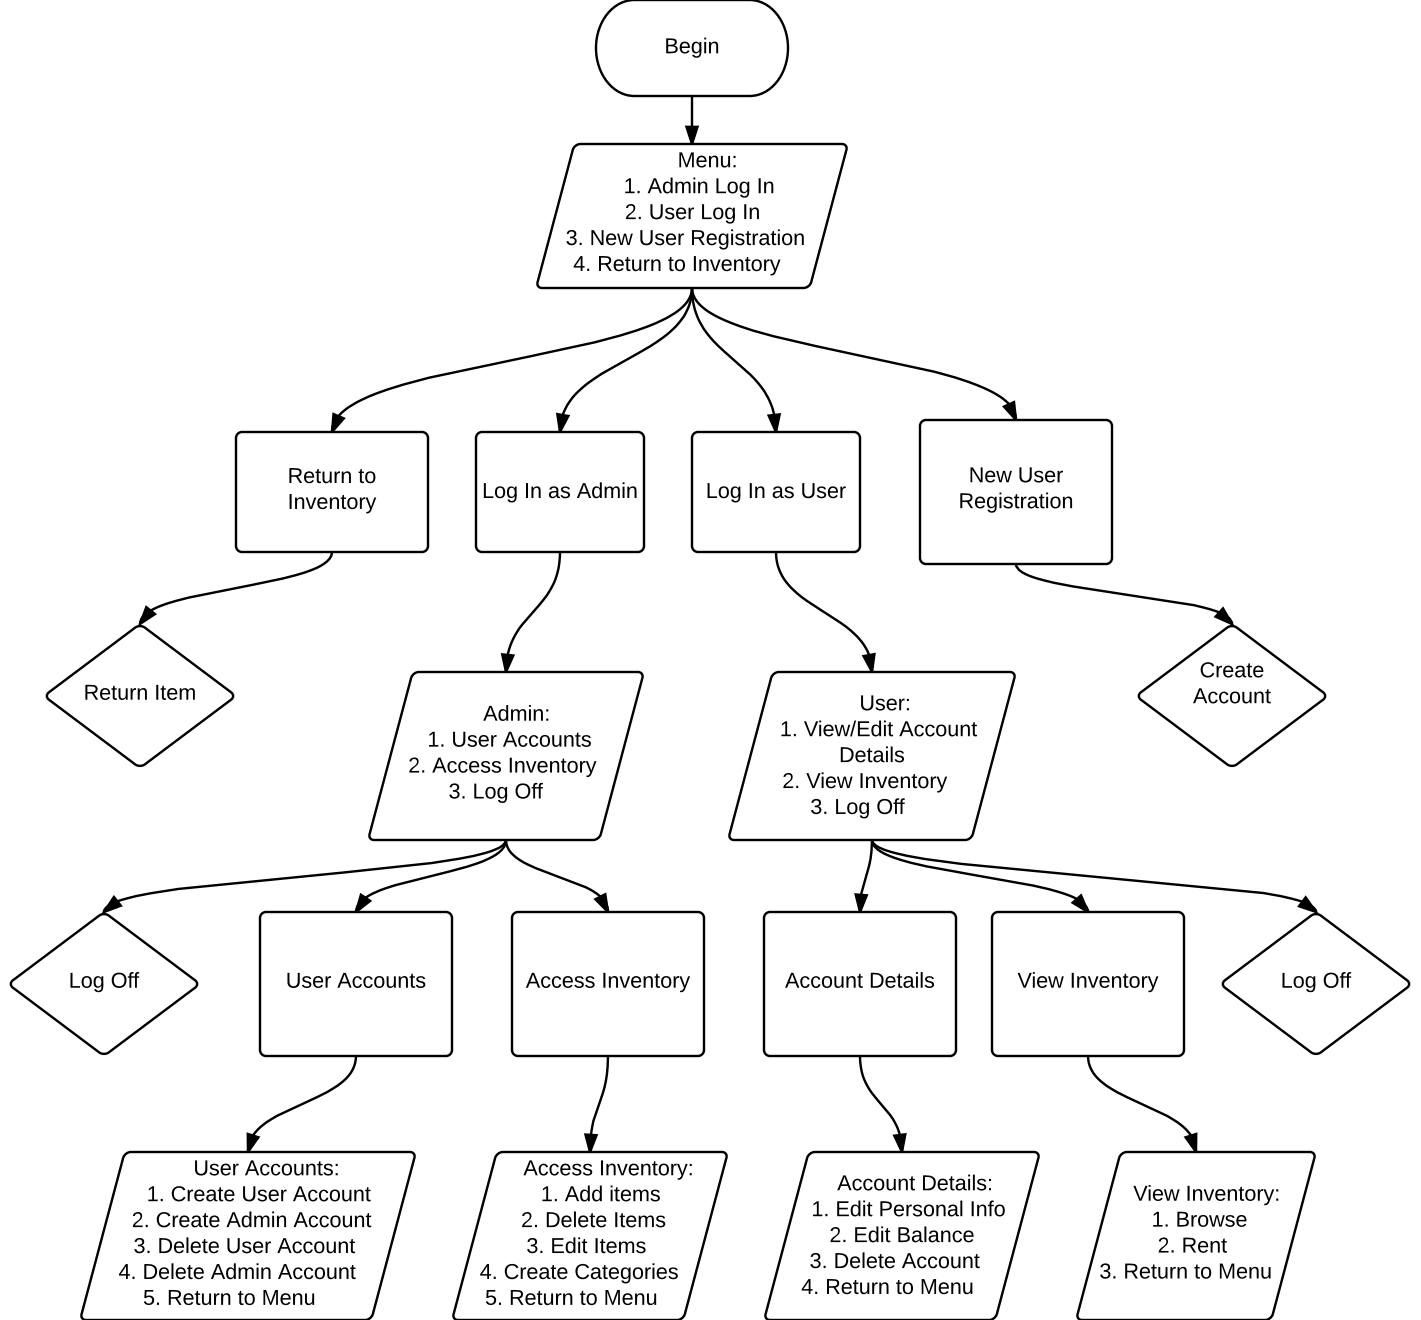 Begin
Menu:
1. Admin Log In
2. User Log In
3. New User Registration
4. Return to Inventory
Return to
Inventory
Log In as Admin
Log In as User
New User
Registration
Return Item
Admin:
1. User Accounts
2. Access Inventory
3. Log Off
User:
1. View/Edit Account
Details
2. View Inventory
3. Log Off
Create
Account
Log Off
User Accounts
Access Inventory
Account Details
View Inventory
Log Off
User Accounts:
1. Create User Account
2. Create Admin Account
3. Delete User Account
4. Delete Admin Account
5. Return to Menu
Access Inventory:
1. Add items
2. Delete Items
3. Edit Items
4. Create Categories
5. Return to Menu
Account Details:
1. Edit Personal Info
2. Edit Balance
3. Delete Account
4. Return to Menu
View Inventory:
1. Browse
2. Rent
3. Return to Menu